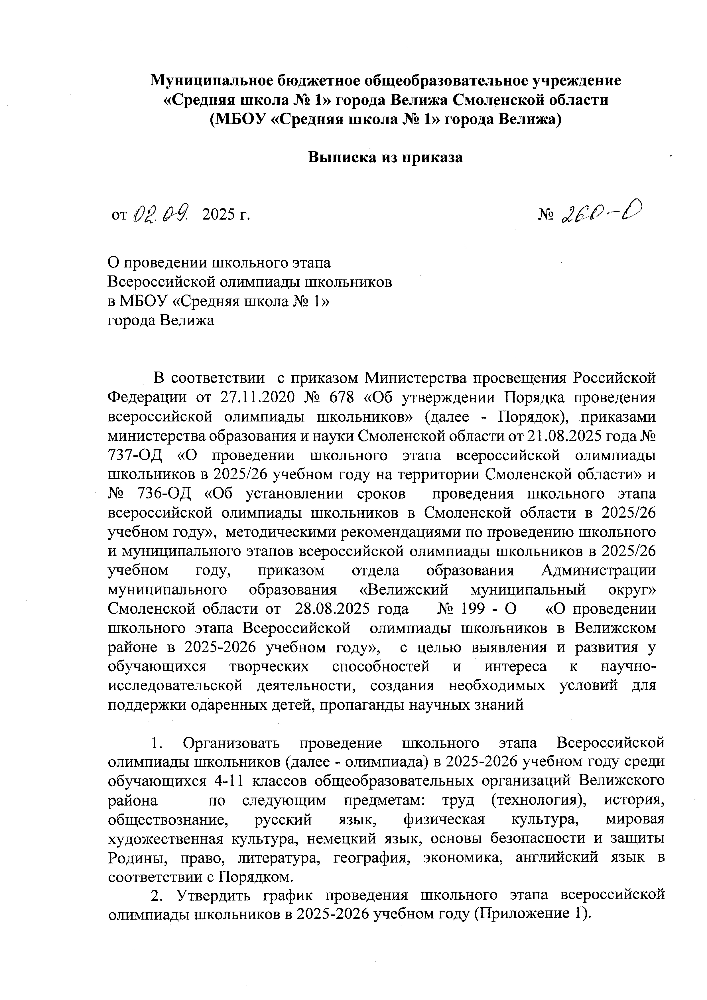 Муниципальное бюджетное общеобразовательное учреждение
«Средняя школа № 1» города Велижа Смоленской области
(МБОУ «Средняя школа № 1» города Велижа)
Выписка из приказа
от 02.09. 2025 г. № 260-О
О проведении школьного этапа
Всероссийской олимпиады школьников
в МБОУ «Средняя школа № 1»
города Велижа
В соответствии с приказом Министерства просвещения Российской
Федерации от 27.11.2020 № 678 «Об утверждении Порядка проведения
всероссийской олимпиады школьников» (далее - Порядок), приказами
министерства образования и науки Смоленской области от 21.08.2025 года №
737-ОД «О проведении школьного этапа всероссийской олимпиады
школьников в 2025/26 учебном году на территории Смоленской области» и
№ 736-ОД «Об установлении сроков проведения школьного этапа
всероссийской олимпиады школьников в Смоленской области в 2025/26
учебном году», методическими рекомендациями по проведению школьного
и муниципального этапов всероссийской олимпиады школьников в 2025/26
учебном году, приказом отдела образования Администрации
муниципального образования «Велижский муниципальный округ»
Смоленской области от 28.08.2025 года № 199 - О «О проведении
школьного этапа Всероссийской олимпиады школьников в Велижском
районе в 2025-2026 учебном году», с целью выявления и развития у
обучающихся творческих способностей и интереса к научно-
исследовательской деятельности, создания необходимых условий для
поддержки одаренных детей, пропаганды научных знаний
1. Организовать проведение школьного этапа Всероссийской
олимпиады школьников (далее - олимпиада) в 2025-2026 учебном году среди
обучающихся 4-11 классов общеобразовательных организаций Велижского
района по следующим предметам: труд (технология), история,
обществознание, русский язык, физическая культура, мировая
художественная культура, немецкий язык, основы безопасности и защиты
Родины, право, литература, география, экономика, английский язык в
соответствии с Порядком.
2. Утвердить график проведения школьного этапа всероссийской
олимпиады школьников в 2025-2026 учебном году (Приложение 1).